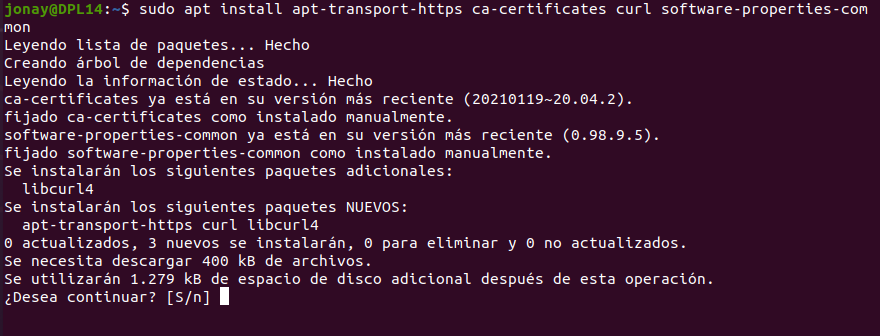 jonay@DPL14:~$ sudo apt install apt-transport-https ca-certificates curl software-properties-com
mon
Leyendo lista de paquetes... Hecho
Creando árbol de dependencias
Leyendo la información de estado... Hecho
ca-certificates ya está en su versión más reciente (20210119~20.04.2).
fijado ca-certificates como instalado manualmente.
software-properties-common ya está en su versión más reciente (0.98.9.5).
fijado software-properties-common como instalado manualmente.
Se instalarán los siguientes paquetes adicionales:
  libcurl4
Se instalarán los siguientes paquetes NUEVOS:
  apt-transport-https curl libcurl4
0 actualizados, 3 nuevos se instalarán, 0 para eliminar y 0 no actualizados.
Se necesita descargar 400 kB de archivos.
Se utilizarán 1.279 kB de espacio de disco adicional después de esta operación.
¿Desea continuar? [S/n]